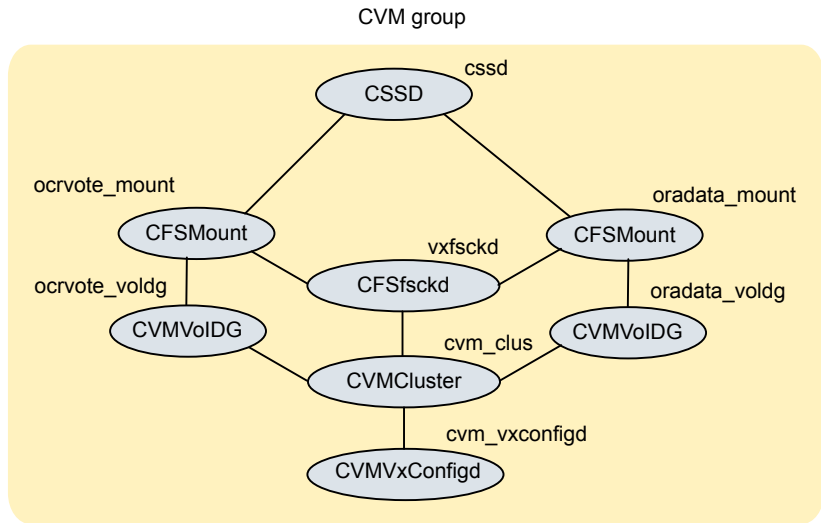 CVM group
cssd
CSSD
ocrvote_mount
oradata_mount
CFSMount
CFSMount
vxfsckd
CFSfsckd
ocrvote_voldg
oradata_voldg
CVMVolDG
CVMVolDG
cvm_clus
CVMCluster
cvm_vxconfigd
CVMVxConfigd